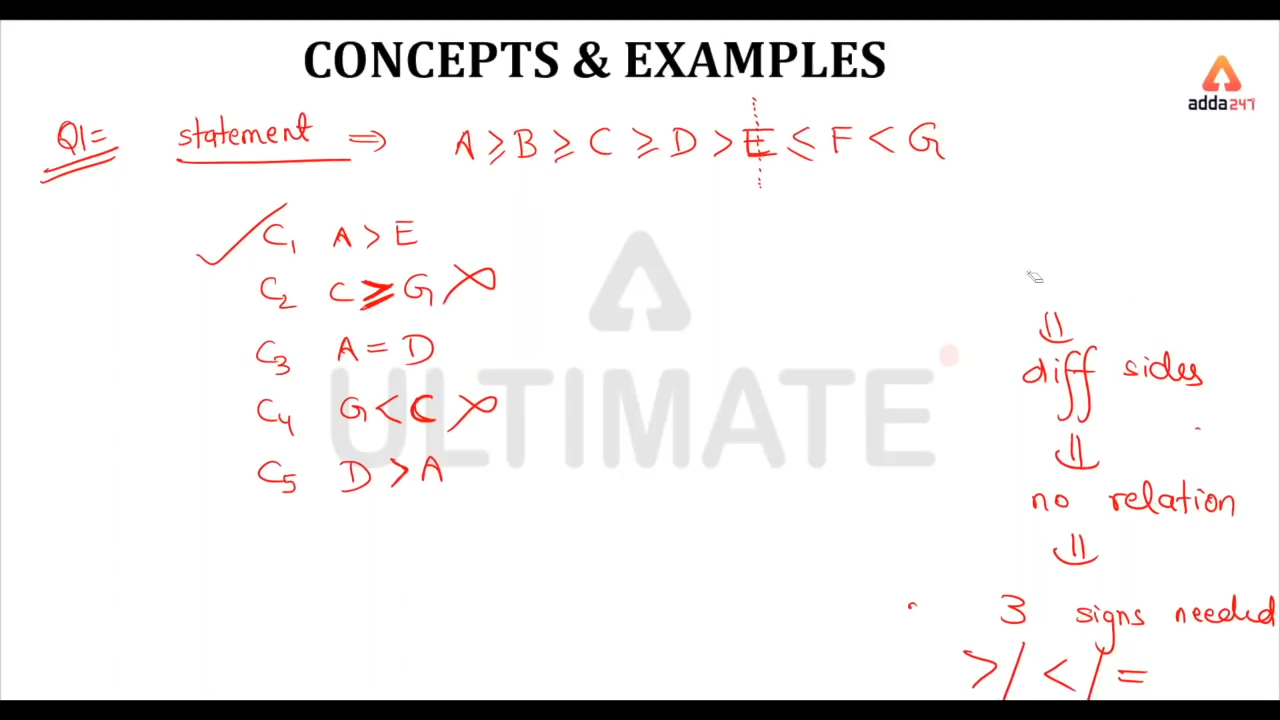 CONCEPTS & EXAMPLES
adda247
Q1= statement ⇒ A ≥ B ≥ C ≥ D > E ≤ F < G
C1 A > E
C2 C ≥ G
C3 A = D
C4 G < C
C5 D > A
ULTIMATE
diff sides
no relation
3 signs needed
> / < / =